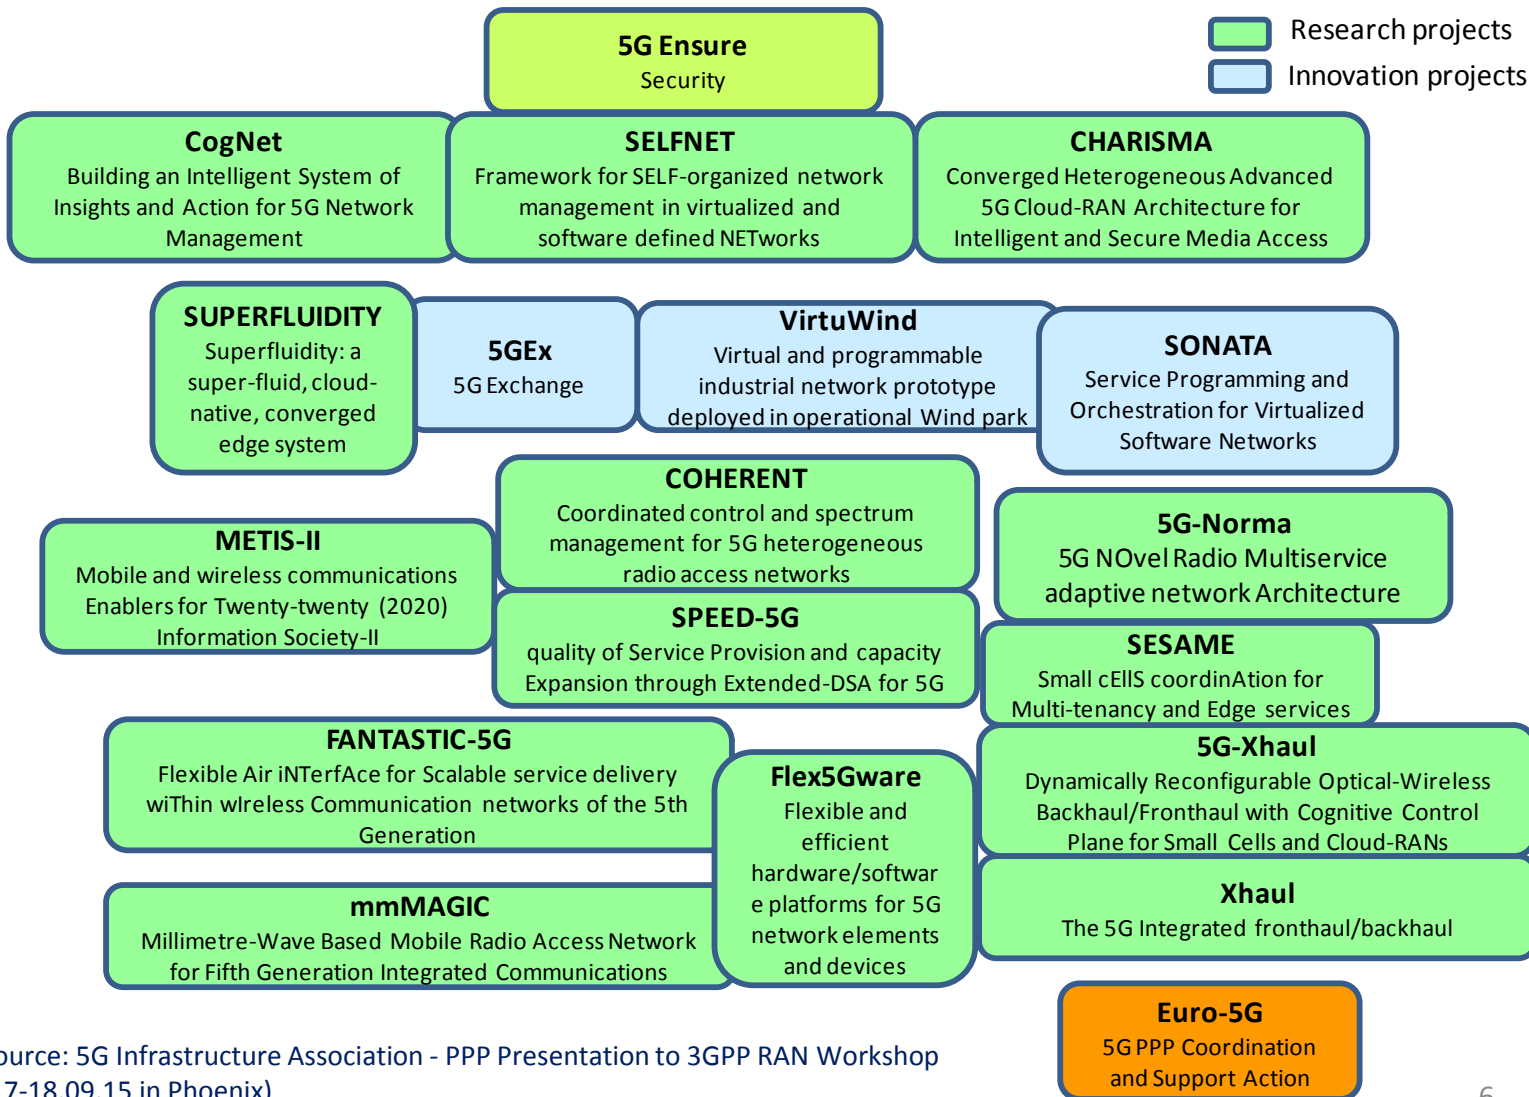 Research projects
Innovation projects
5G Ensure
Security
CogNet
Building an Intelligent System of
Insights and Action for 5G Network
Management
SELFNET
Framework for SELF-organized network
management in virtualized and
software defined NETworks
CHARISMA
Converged Heterogeneous Advanced
5G Cloud-RAN Architecture for
Intelligent and Secure Media Access
SUPERFLUIDITY
Superfluidity: a
super-fluid, cloud-
native, converged
edge system
5GEx
5G Exchange
VirtuWind
Virtual and programmable
industrial network prototype
deployed in operational Wind park
SONATA
Service Programming and
Orchestration for Virtualized
Software Networks
COHERENT
Coordinated control and spectrum
management for 5G heterogeneous
radio access networks
METIS-II
Mobile and wireless communications
Enablers for Twenty-twenty (2020)
Information Society-II
5G-Norma
5G NOvel Radio Multiservice
adaptive network Architecture
SPEED-5G
quality of Service Provision and capacity
Expansion through Extended-DSA for 5G
SESAME
Small cEllS coordinAtion for
Multi-tenancy and Edge services
FANTASTIC-5G
Flexible Air iNTerfAce for Scalable service delivery
wiThin wIreless Communication networks of the 5th
Generation
Flex5Gware
Flexible and
efficient
hardware/softwar
e platforms for 5G
network elements
and devices
5G-Xhaul
Dynamically Reconfigurable Optical-Wireless
Backhaul/Fronthaul with Cognitive Control
Plane for Small Cells and Cloud-RANs
mmMAGIC
Millimetre-Wave Based Mobile Radio Access Network
for Fifth Generation Integrated Communications
Xhaul
The 5G Integrated fronthaul/backhaul
Euro-5G
5G PPP Coordination
and Support Action
ource: 5G Infrastructure Association - PPP Presentation to 3GPP RAN Workshop
7-18.09.15 in Phoenix)
6